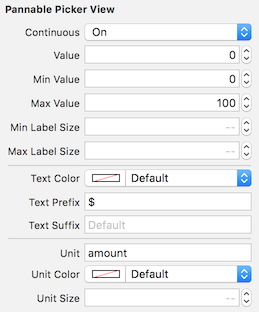 Pannable Picker View
Continuous On
Value 0
Min Value 0
Max Value 100
Min Label Size --
Max Label Size --
Text Color Default
Text Prefix $
Text Suffix Default
Unit amount
Unit Color Default
Unit Size --